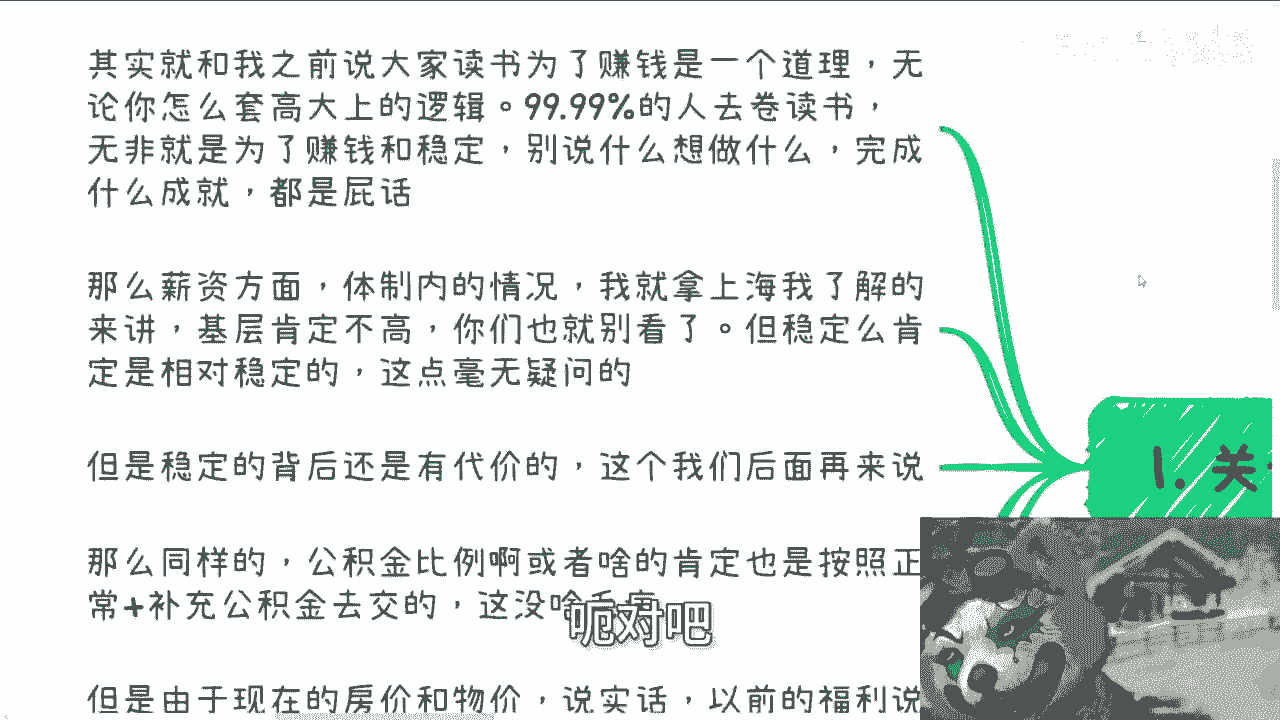 其实就和我之前说大家读书为了赚钱是一个道理，无
论你怎么套高大上的逻辑。99.99%的人去卷读书，
无非就是为了赚钱和稳定，别说什么想做什么，完成
什么成就，都是屁话
那么薪资方面，体制内的情况，我就拿上海我了解的
来讲，基层肯定不高，你们也就别看了。但稳定么肯
定是相对稳定的，这点毫无疑问的
但是稳定的背后还是有代价的，这个我们后面再来说
1. 关
那么同样的，公积金比例啊或者啥的肯定也是按照正
常+补充公积金去交的，这没啥毛病
呃对吧
但是由于现在的房价和物价，说实话，以前的福利说